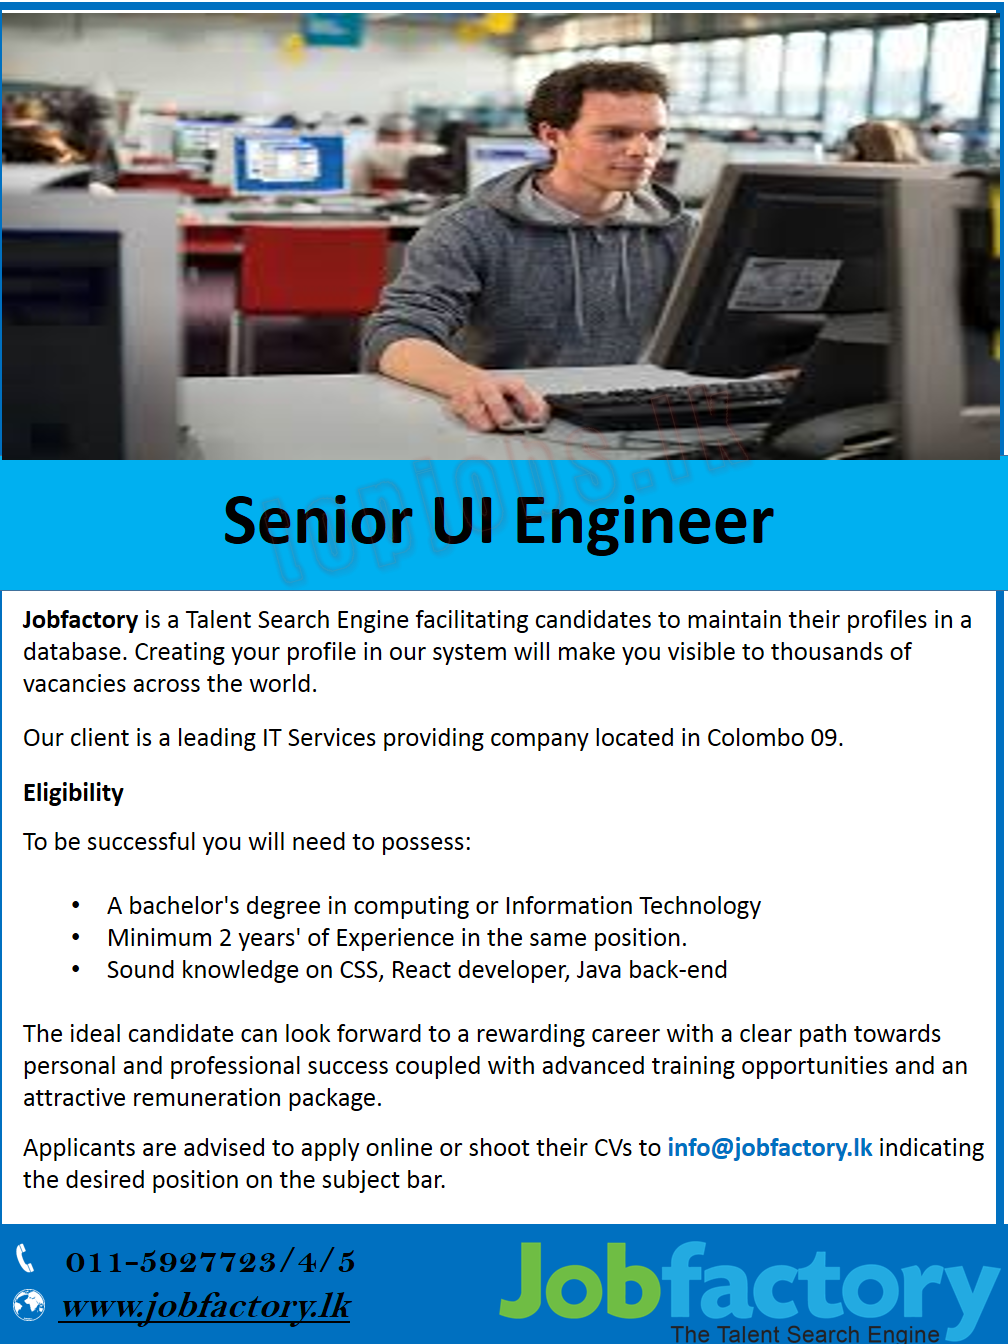 topjobs.lk
Senior UI Engineer
Jobfactory is a Talent Search Engine facilitating candidates to maintain their profiles in a
database. Creating your profile in our system will make you visible to thousands of
vacancies across the world.
Our client is a leading IT Services providing company located in Colombo 09.
Eligibility
To be successful you will need to possess:
• A bachelor's degree in computing or Information Technology
• Minimum 2 years' of Experience in the same position.
• Sound knowledge on CSS, React developer, Java back-end
The ideal candidate can look forward to a rewarding career with a clear path towards
personal and professional success coupled with advanced training opportunities and an
attractive remuneration package.
Applicants are advised to apply online or shoot their CVs to info@jobfactory.lk indicating
the desired position on the subject bar.
011-5927723/4/5
www.jobfactory.lk
Jobfactory
The Talent Search Engine